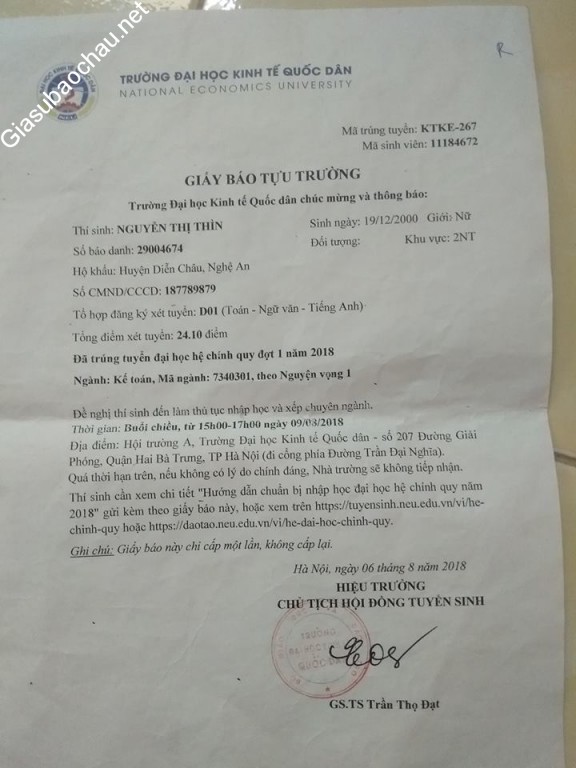 Giasubaochau.net
R
TRƯỜNG ĐẠI HỌC KINH TẾ QUỐC DÂN
NATIONAL ECONOMICS UNIVERSITY
Mã trúng tuyển: KTKE-267
Mã sinh viên: 11184672
GIẤY BÁO TỰU TRƯỜNG
Trường Đại học Kinh tế Quốc dân chúc mừng và thông báo:
Thí sinh: NGUYỄN THỊ THÌN Sinh ngày: 19/12/2000 Giới: Nữ
Số báo danh: 29004674 Đối tượng: Khu vực: 2NT
Hộ khẩu: Huyện Diễn Châu, Nghệ An
Số CMND/CCCD: 187789879
Tổ hợp đăng ký xét tuyển: D01 (Toán - Ngữ văn - Tiếng Anh)
Tổng điểm xét tuyển: 24.10 điểm
Đã trúng tuyển đại học hệ chính quy đợt 1 năm 2018
Ngành: Kế toán, Mã ngành: 7340301, theo Nguyện vọng 1
Đề nghị thí sinh đến làm thủ tục nhập học và xếp chuyên ngành.
Thời gian: Buổi chiều, từ 15h00-17h00 ngày 09/08/2018
Địa điểm: Hội trường A, Trường Đại học Kinh tế Quốc dân - số 207 Đường Giải
Phóng, Quận Hai Bà Trưng, TP Hà Nội (đi cổng phía Đường Trần Đại Nghĩa).
Quá thời hạn trên, nếu không có lý do chính đáng, Nhà trường sẽ không tiếp nhận.
Thí sinh cần xem chi tiết "Hướng dẫn chuẩn bị nhập học đại học hệ chính quy năm
2018" gửi kèm theo giấy báo này, hoặc xem trên https://tuyensinh.neu.edu.vn/vi/he-
chinh-quy hoặc https://daotao.neu.edu.vn/vi/he-dai-hoc-chinh-quy.
Ghi chú: Giấy báo này chỉ cấp một lần, không cấp lại.
Hà Nội, ngày 06 tháng 8 năm 2018
HIỆU TRƯỞNG
CHỦ TỊCH HỘI ĐỒNG TUYỂN SINH
TRƯỜNG
QUỐC DÂN
GS.TS Trần Thọ Đạt